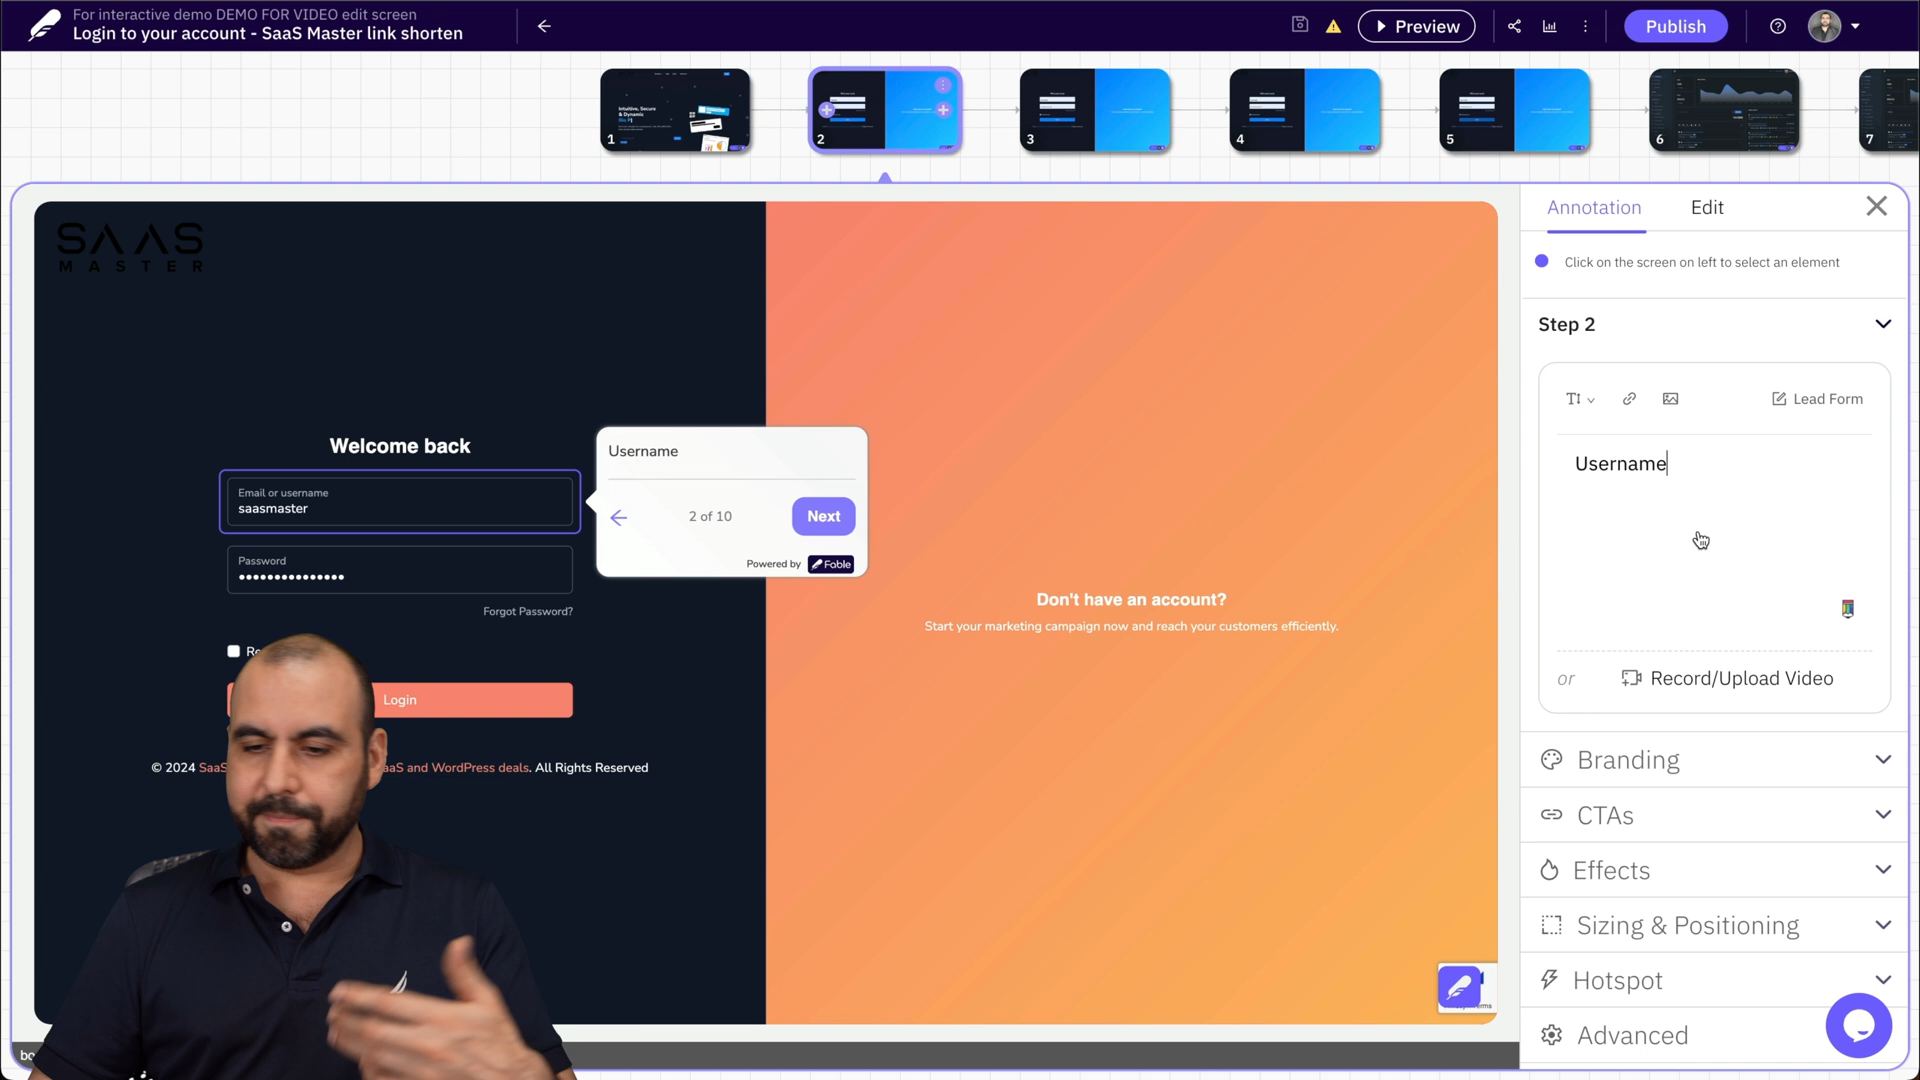 For interactive demo DEMO FOR VIDEO edit screen
Login to your account - SaaS Master link shorten
Preview
Publish
Intuitive, Secure
& Dynamic
1
2
3
4
5
6
7
SAAS
MASTER
Welcome back
Email or username
saasmaster
Password
Forgot Password?
Login
© 2024 SaaS
aaS and WordPress deals. All Rights Reserved
Username
2 of 10
Next
Powered by
Fable
Don't have an account?
Start your marketing campaign now and reach your customers efficiently.
Annotation
Edit
Click on the screen on left to select an element
Step 2
Lead Form
Username
or
Record/Upload Video
Branding
CTAs
Effects
Sizing & Positioning
Hotspot
Advanced